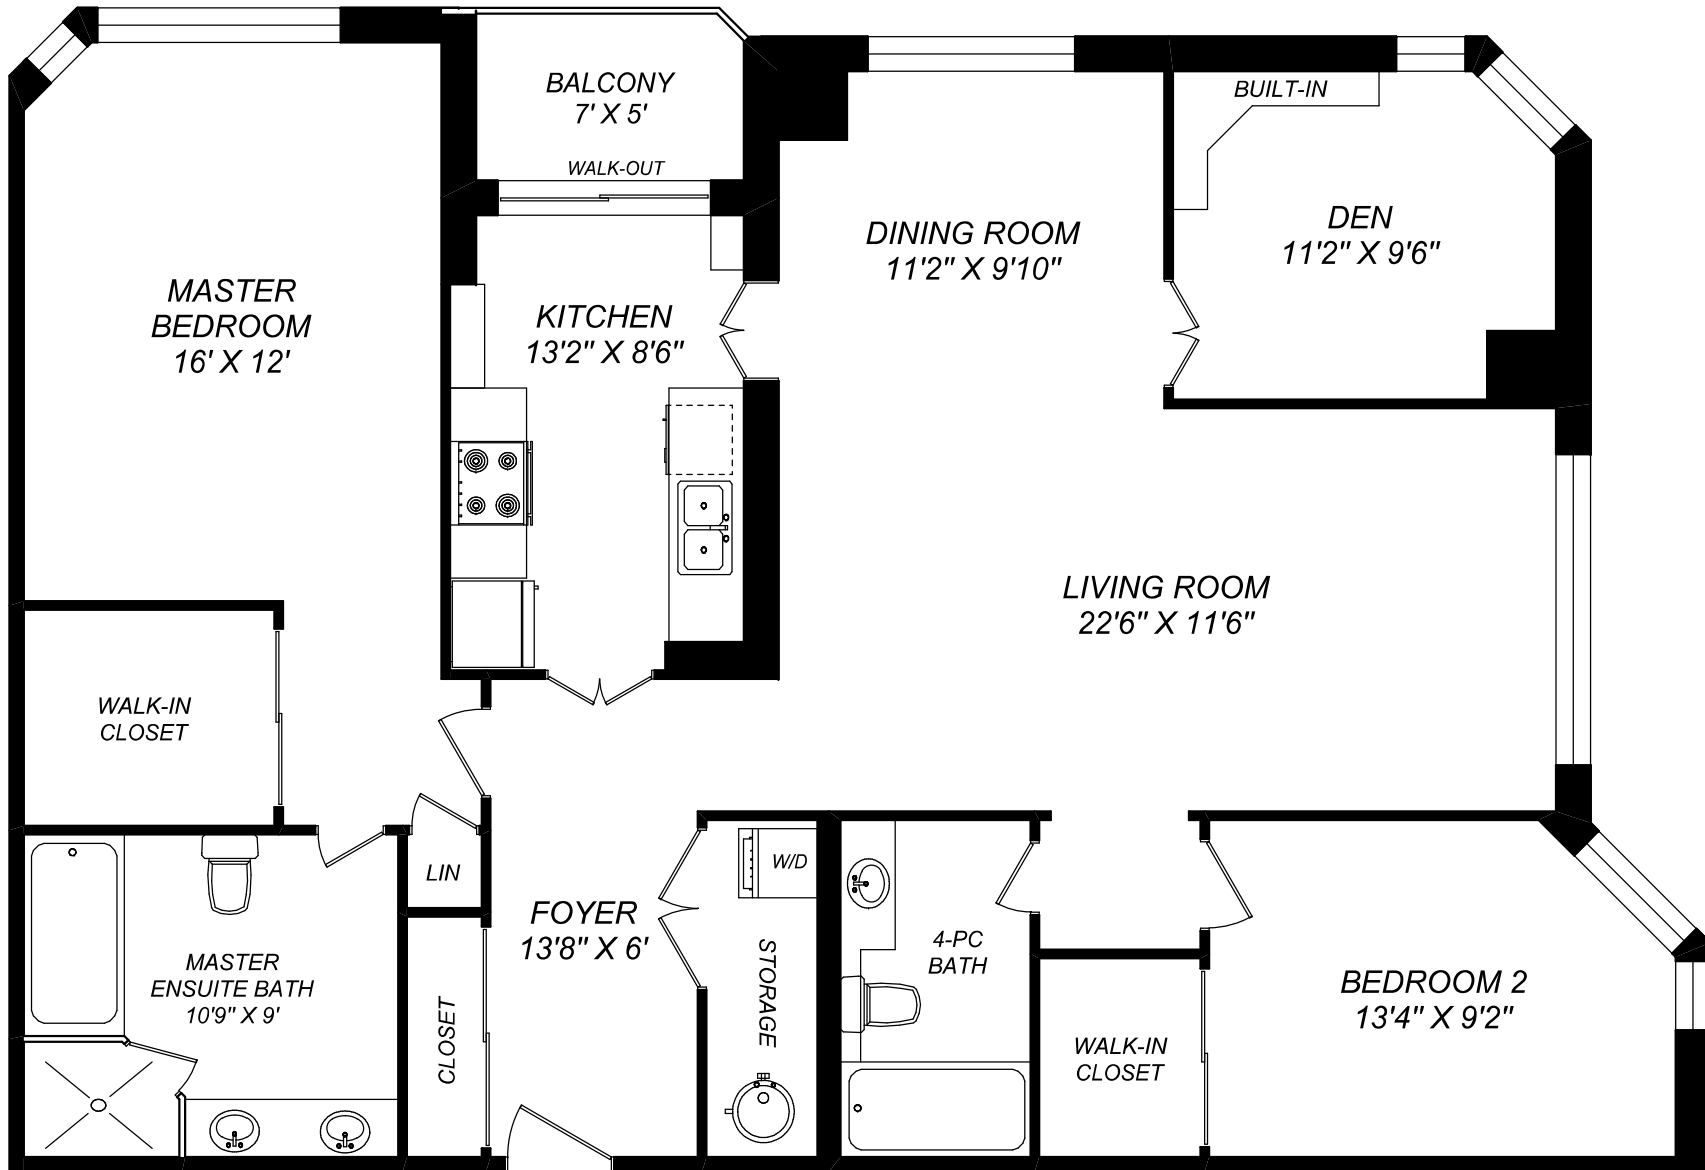 BALCONY
7' X 5'
WALK-OUT
BUILT-IN
DEN
11'2" X 9'6"
DINING ROOM
11'2" X 9'10"
MASTER
BEDROOM
16' X 12'
KITCHEN
13'2" X 8'6"
LIVING ROOM
22'6" X 11'6"
WALK-IN
CLOSET
LIN
W/D
FOYER
13'8" X 6'
STORAGE
4-PC
BATH
MASTER
ENSUITE BATH
10'9" X 9'
CLOSET
BEDROOM 2
13'4" X 9'2"
WALK-IN
CLOSET